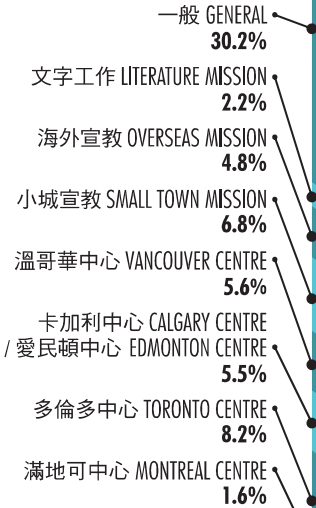 一般 GENERAL
30.2%
文字工作 LITERATURE MISSION
2.2%
海外宣教 OVERSEAS MISSION
4.8%
小城宣教 SMALL TOWN MISSION
6.8%
溫哥華中心 VANCOUVER CENTRE
5.6%
卡加利中心 CALGARY CENTRE
/ 愛民頓中心 EDMONTON CENTRE
5.5%
多倫多中心 TORONTO CENTRE
8.2%
滿地可中心 MONTREAL CENTRE
1.6%